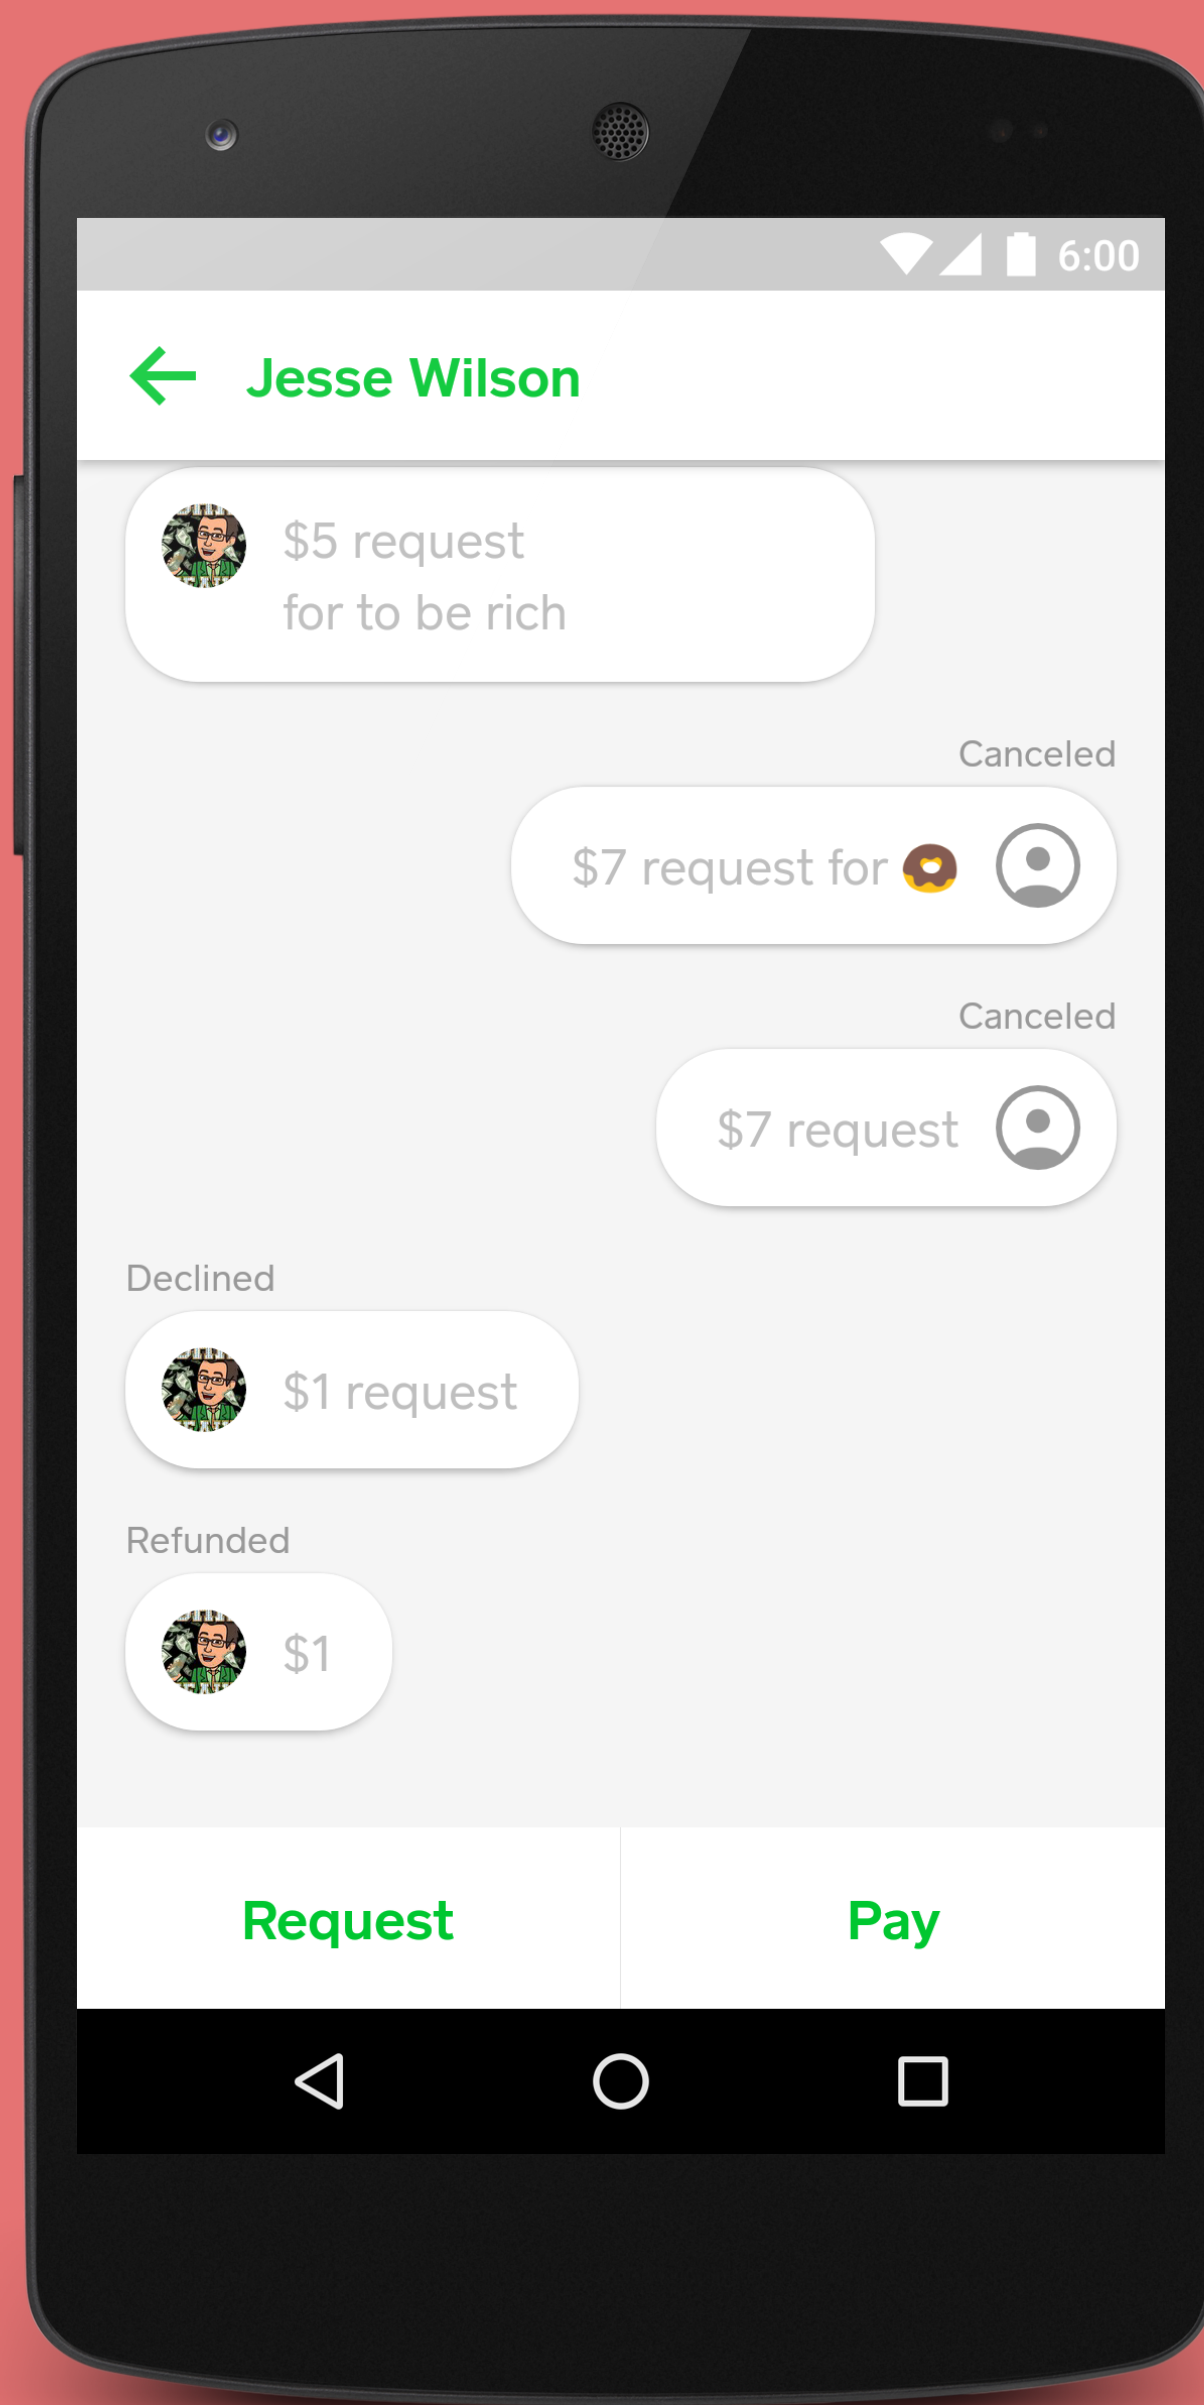 6:00
Jesse Wilson
$5 request
for to be rich
Canceled
$7 request for 🍩
Canceled
$7 request
Declined
$1 request
Refunded
$1
Request
Pay